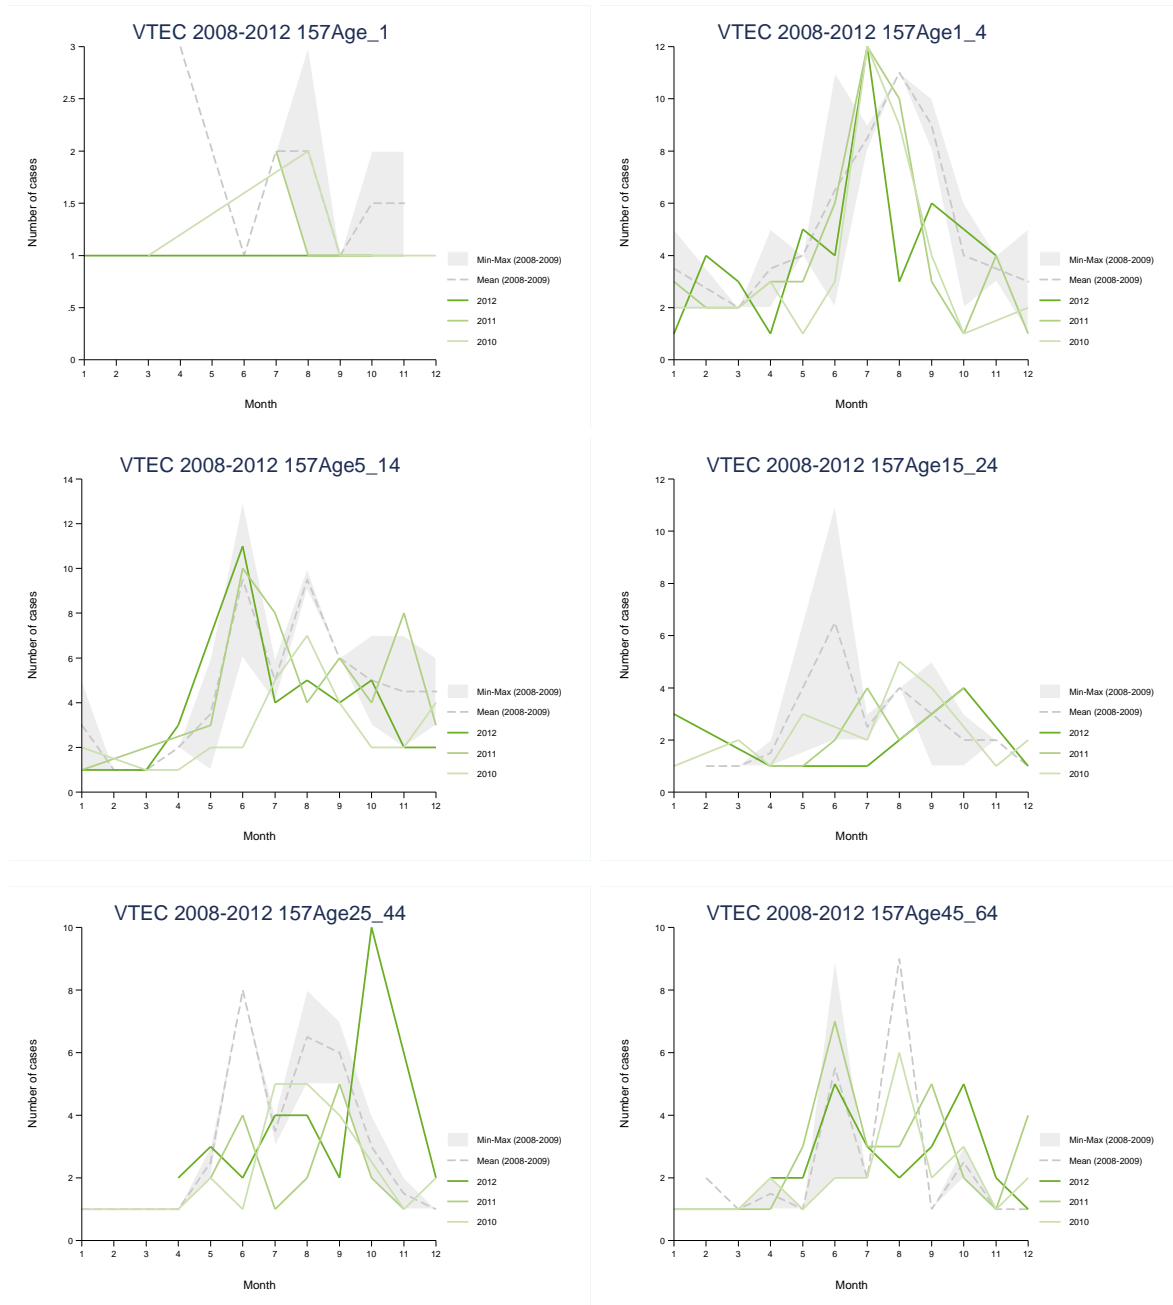 VTEC 2008-2012 157Age_1
3
2.5
2
1.5
1
.5
0
Number of cases
1 2 3 4 5 6 7 8 9 10 11 12
Month
Min-Max (2008-2009)
Mean (2008-2009)
2012
2011
2010
VTEC 2008-2012 157Age1_4
12
10
8
6
4
2
0
Number of cases
1 2 3 4 5 6 7 8 9 10 11 12
Month
Min-Max (2008-2009)
Mean (2008-2009)
2012
2011
2010
VTEC 2008-2012 157Age5_14
14
12
10
8
6
4
2
0
Number of cases
1 2 3 4 5 6 7 8 9 10 11 12
Month
Min-Max (2008-2009)
Mean (2008-2009)
2012
2011
2010
VTEC 2008-2012 157Age15_24
12
10
8
6
4
2
0
Number of cases
1 2 3 4 5 6 7 8 9 10 11 12
Month
Min-Max (2008-2009)
Mean (2008-2009)
2012
2011
2010
VTEC 2008-2012 157Age25_44
10
8
6
4
2
0
Number of cases
1 2 3 4 5 6 7 8 9 10 11 12
Month
Min-Max (2008-2009)
Mean (2008-2009)
2012
2011
2010
VTEC 2008-2012 157Age45_64
10
8
6
4
2
0
Number of cases
1 2 3 4 5 6 7 8 9 10 11 12
Month
Min-Max (2008-2009)
Mean (2008-2009)
2012
2011
2010